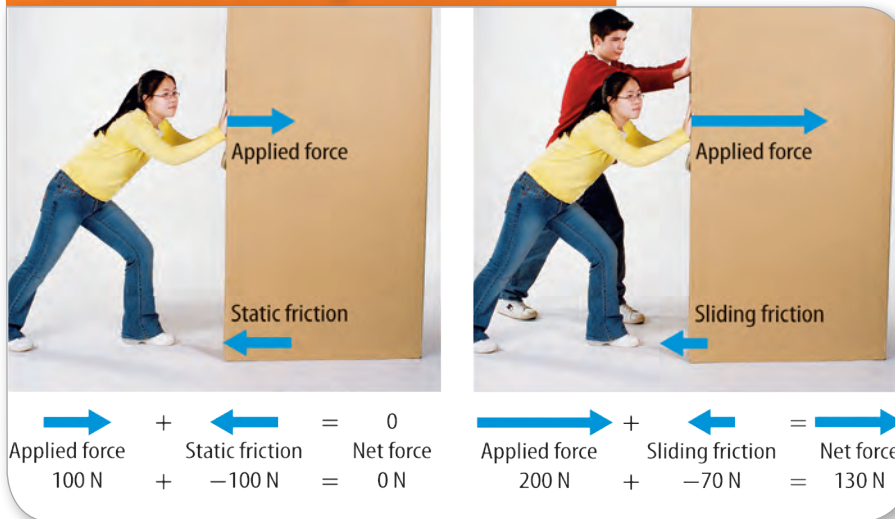 Applied force
Static friction
+ = 0
Applied force Static friction Net force
100 N + −100 N = 0 N
Applied force
Sliding friction
+ =
Applied force Sliding friction Net force
200 N + −70 N = 130 N